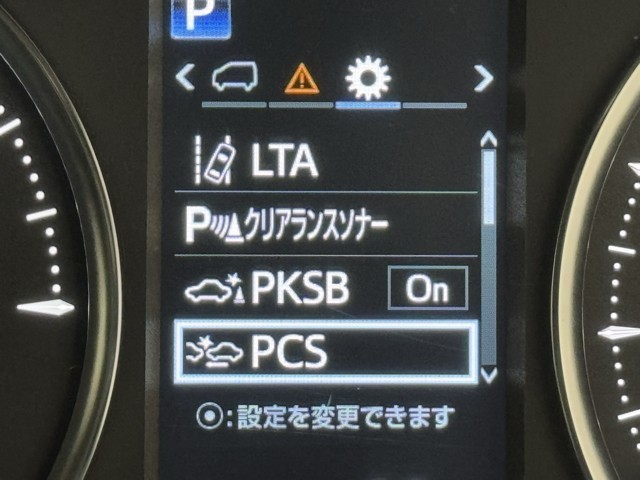 P
LTA
P クリアランスソナー
PKSB On
PCS
:設定を変更できます